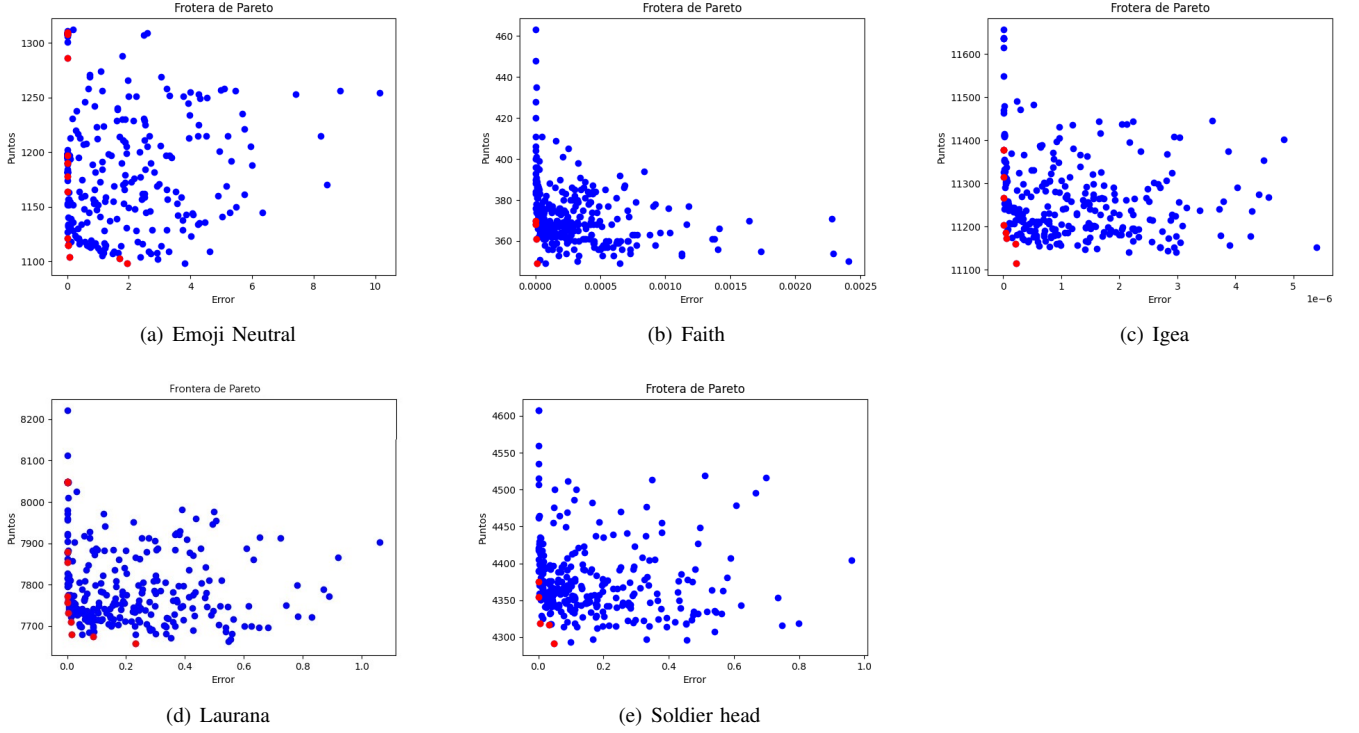 Frotera de Pareto
1300
1250
1200
1150
1100
Puntos
0
2
4
6
8
10
Error
(a) Emoji Neutral
Frotera de Pareto
460
440
420
400
380
360
Puntos
0.0000
0.0005
0.0010
0.0015
0.0020
0.0025
Error
(b) Faith
Frotera de Pareto
11600
11500
11400
11300
11200
11100
Puntos
0
1
2
3
4
5
1e−6
Error
(c) Igea
Frontera de Pareto
8200
8100
8000
7900
7800
7700
Puntos
0.0
0.2
0.4
0.6
0.8
1.0
Error
(d) Laurana
Frotera de Pareto
4600
4550
4500
4450
4400
4350
4300
Puntos
0.0
0.2
0.4
0.6
0.8
1.0
Error
(e) Soldier head